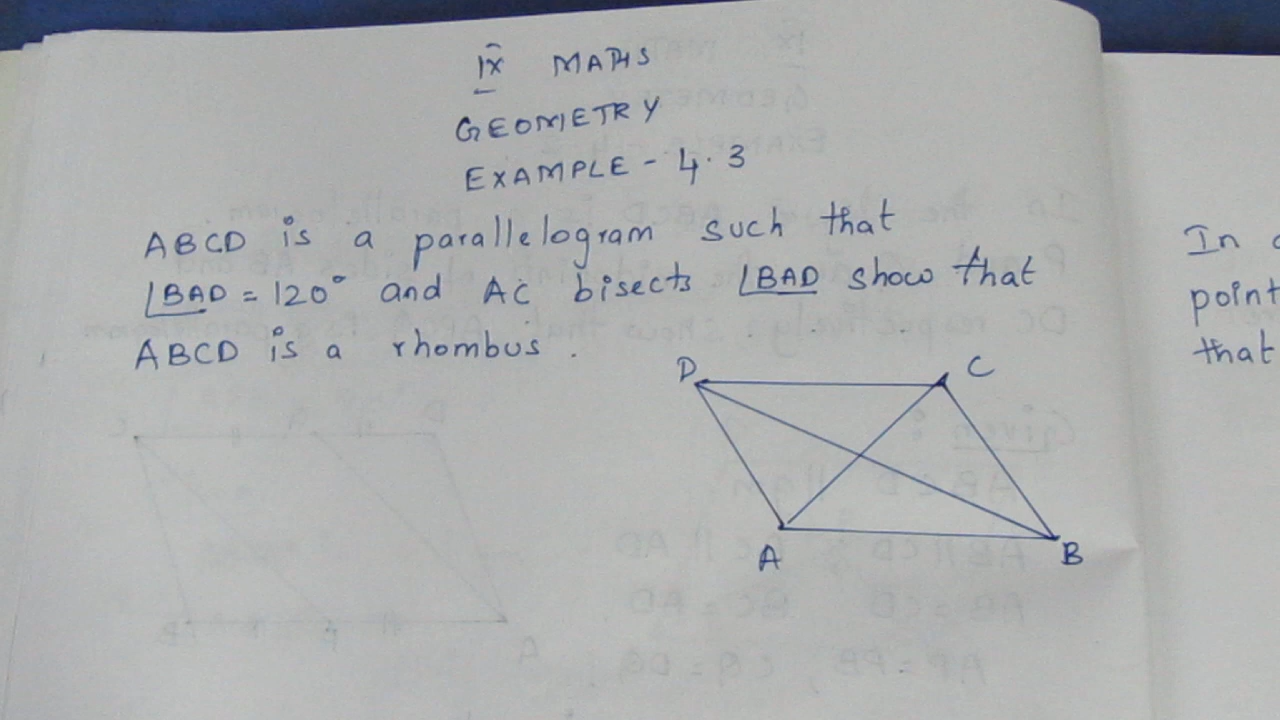 IX MATHS
GEOMETRY
EXAMPLE - 4.3
ABCD is a parallelogram such that
∠BAD = 120° and AC bisects ∠BAD show that
ABCD is a rhombus.
D C
A B
In
point
that